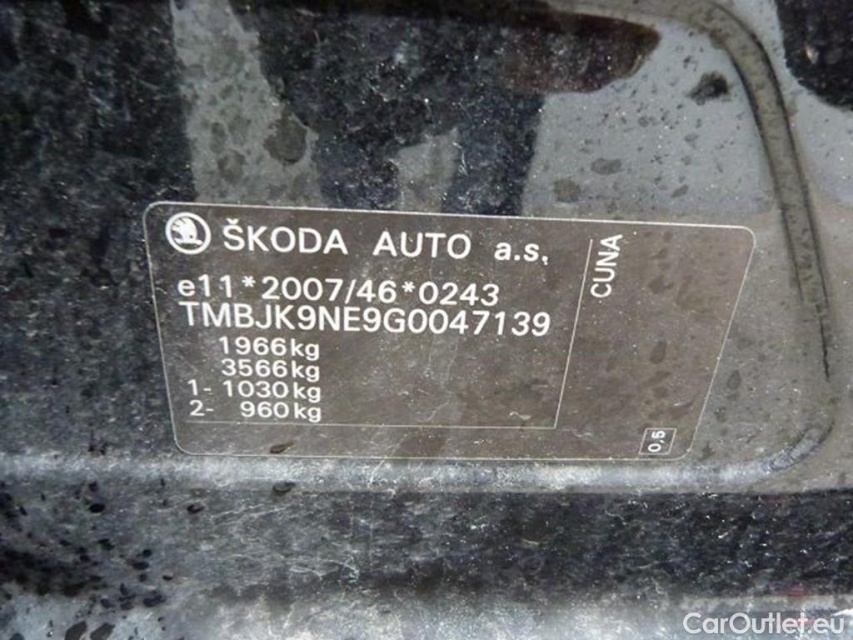 ŠKODA AUTO a.s.
e11*2007/46*0243
TMBJK9NE9G0047139
1966kg
3566kg
1- 1030kg
2- 960kg
CUNA
0,5
CarOutlet.eu